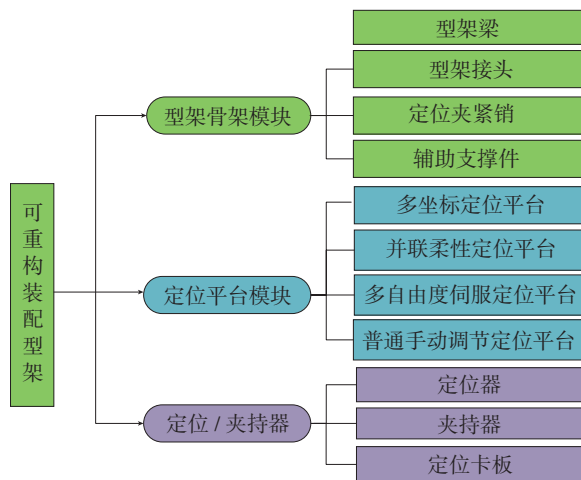 可重构装配型架
型架骨架模块
型架梁
型架接头
定位夹紧销
辅助支撑件
定位平台模块
多坐标定位平台
并联柔性定位平台
多自由度伺服定位平台
普通手动调节定位平台
定位/夹持器
定位器
夹持器
定位卡板